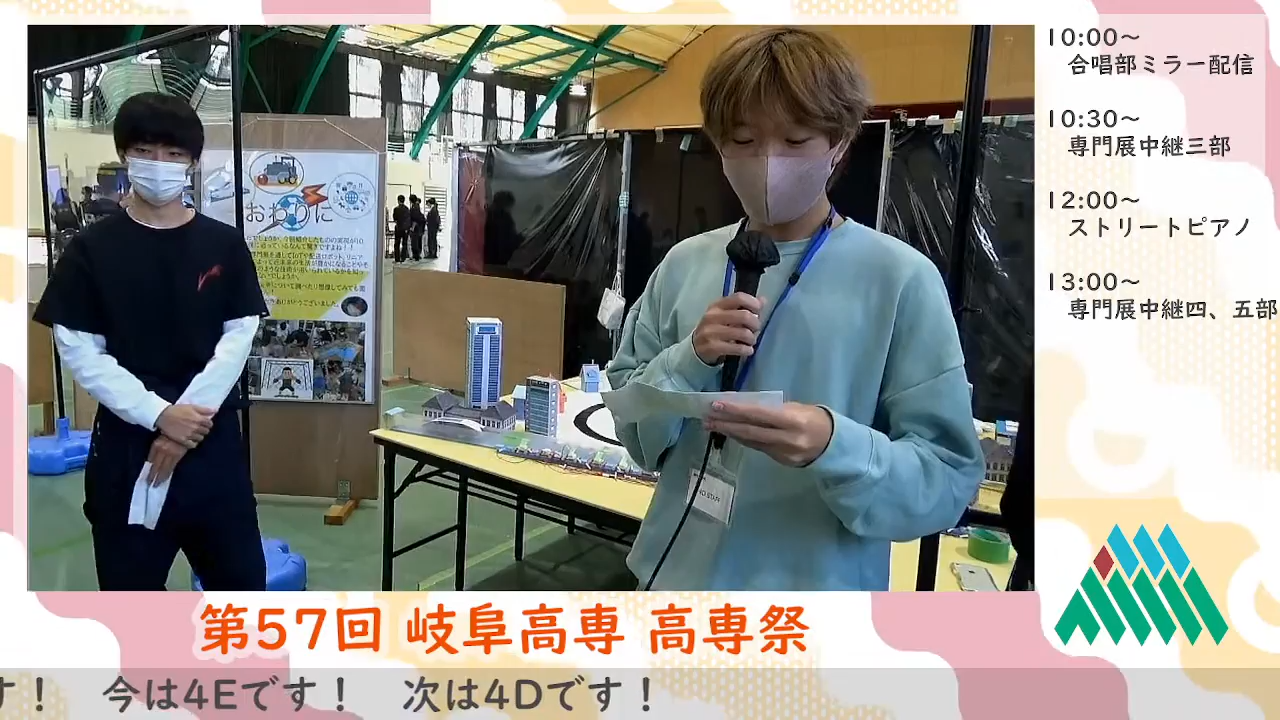 10:00～
合唱部ミラー配信
10:30～
専門展中継三部
12:00～
ストリートピアノ
13:00～
専門展中継四、五部
おわりに
第57回 岐阜高専 高専祭
す！ 今は4Eです！ 次は4Dです！